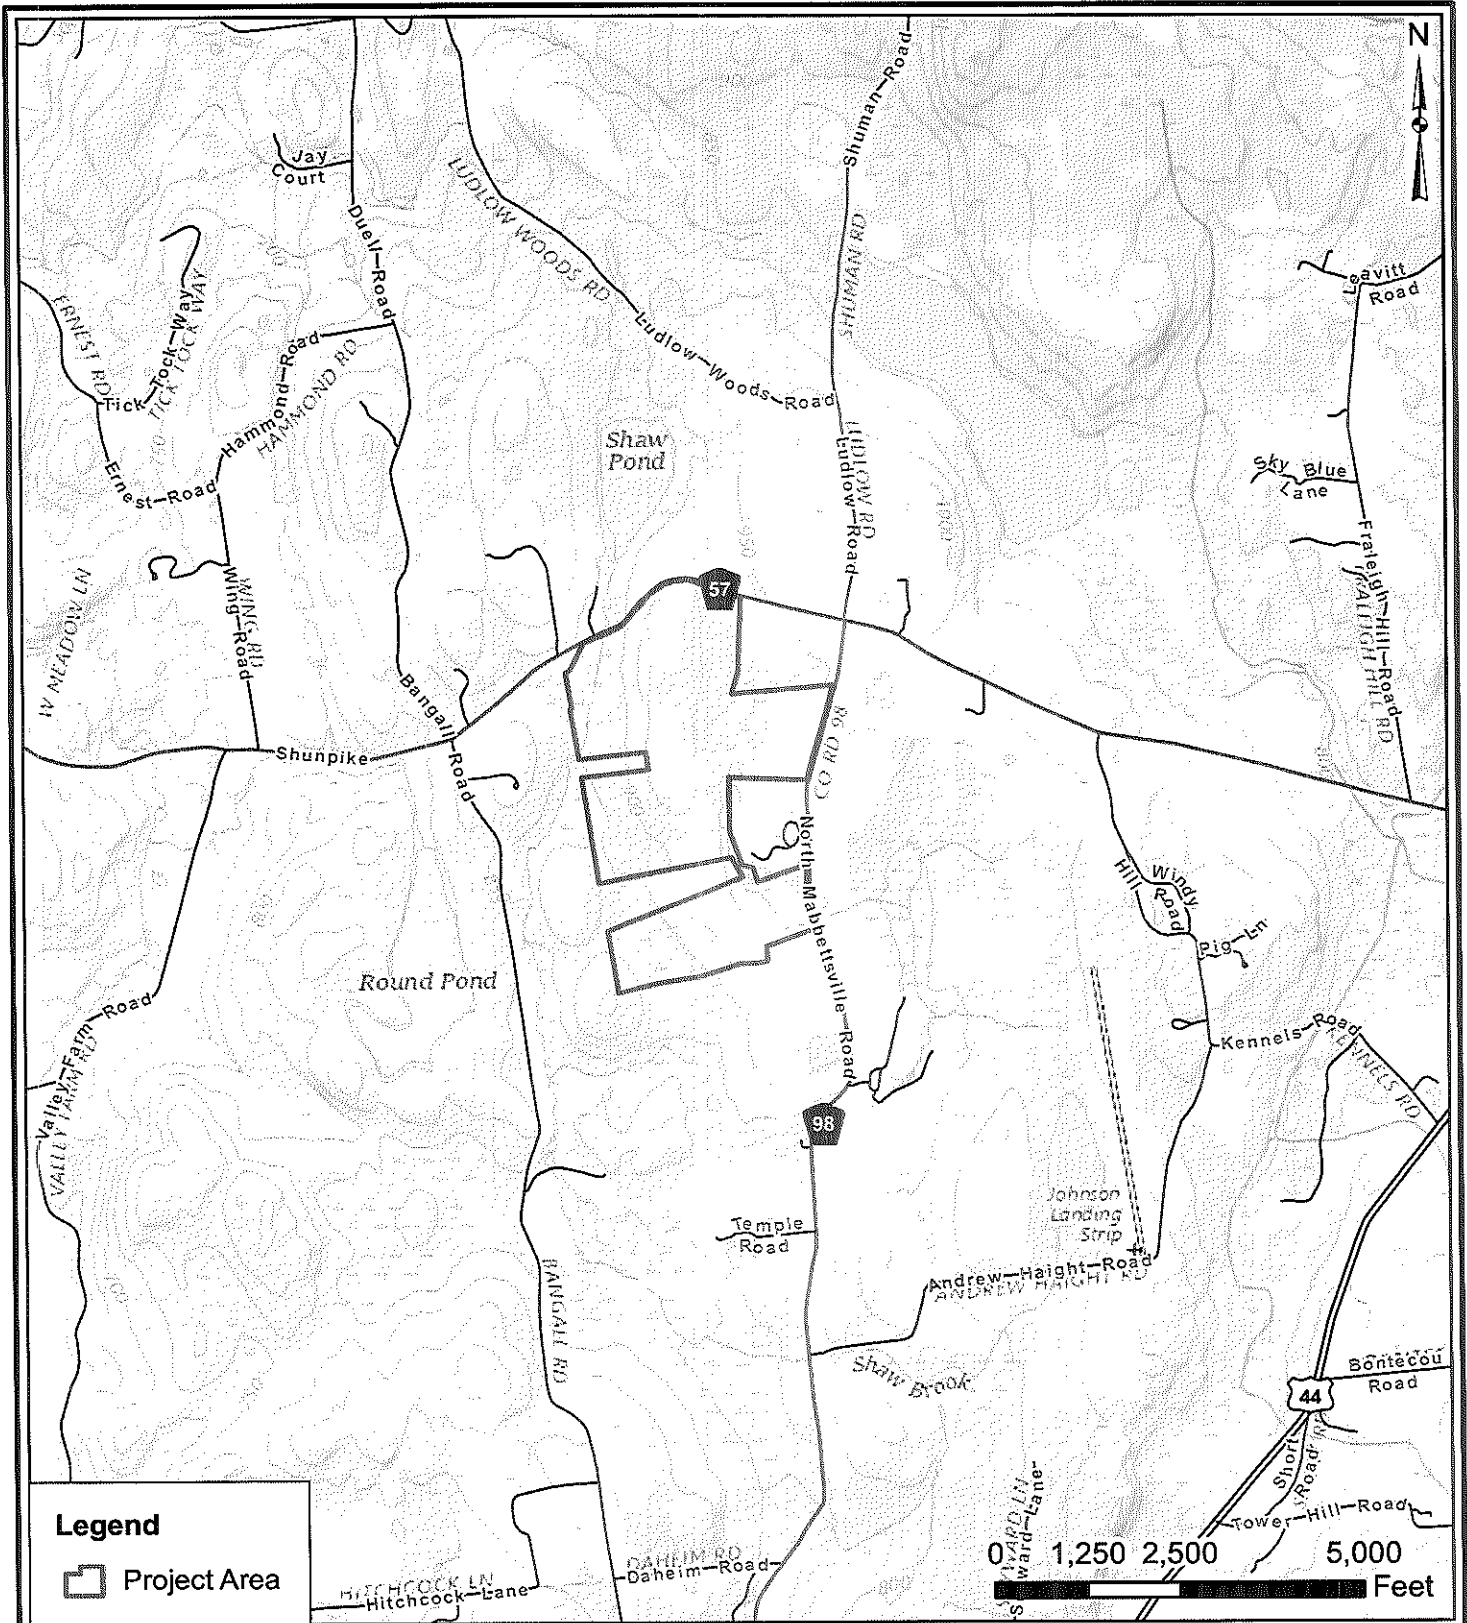 N
Shuman Road
Jay
Court
LUDLOW WOODS RD
Duell Road
SHUMAN RD
Leavitt
Road
ERNEST RD
Tick Tock Way
TICK TOCK WAY
Hammond Road
HAMMOND RD
Ludlow Woods Road
Shaw
Pond
LUDLOW RD
Ludlow Road
Sky Blue
Lane
Ernest Road
Fraleigh Hill Road
FRALEIGH HILL RD
W MEADOW LN
Wing Road
WING RD
57
Bangall Road
Shunpike
CO RD 98
North Mabbettsville Road
Windy
Hill Road
Pig Ln
Round Pond
Valley Farm Road
VALLEY FARM RD
Kennels Road
KENNELS RD
98
Johnson
Landing
Strip
Temple
Road
Andrew Haight Road
ANDREW HAIGHT RD
BANGALL RD
Shaw Brook
Bontecou
Road
44
Short Road
Tower Hill Road
Legend
Project Area
DAHEIM RD
Daheim Road
HITCHCOCK LN
Hitchcock Lane
0 1,250 2,500 5,000
Feet